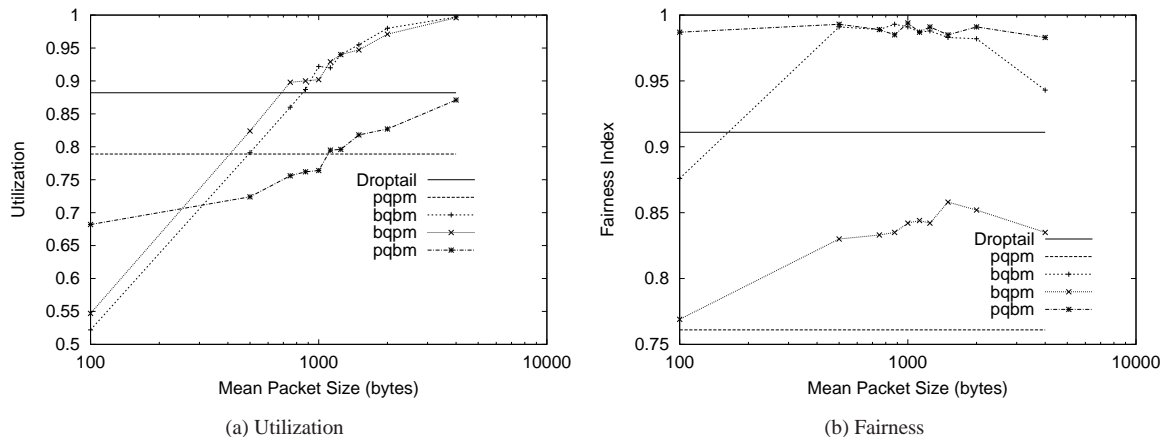 1
0.95
0.9
0.85
0.8
0.75
0.7
0.65
0.6
0.55
0.5
100
1000
10000
Utilization
Mean Packet Size (bytes)
Droptail
pqpm
bqbm
bqpm
pqbm
(a) Utilization
1
0.95
0.9
0.85
0.8
0.75
100
1000
10000
Fairness Index
Mean Packet Size (bytes)
Droptail
pqpm
bqbm
bqpm
pqbm
(b) Fairness